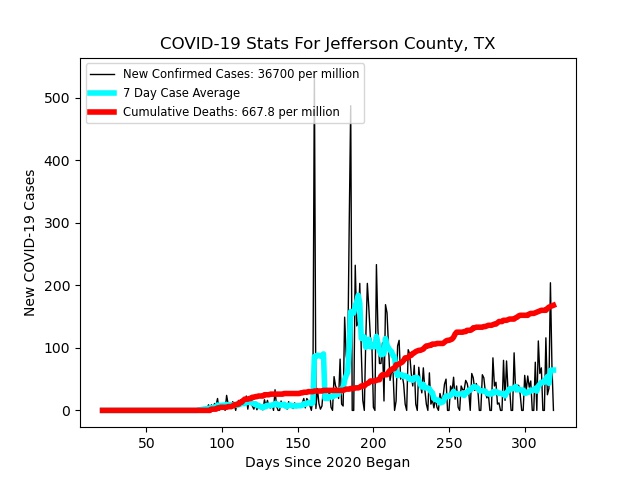 COVID-19 Stats For Jefferson County, TX
New Confirmed Cases: 36700 per million
7 Day Case Average
Cumulative Deaths: 667.8 per million
New COVID-19 Cases
500
400
300
200
100
0
50
100
150
200
250
300
Days Since 2020 Began